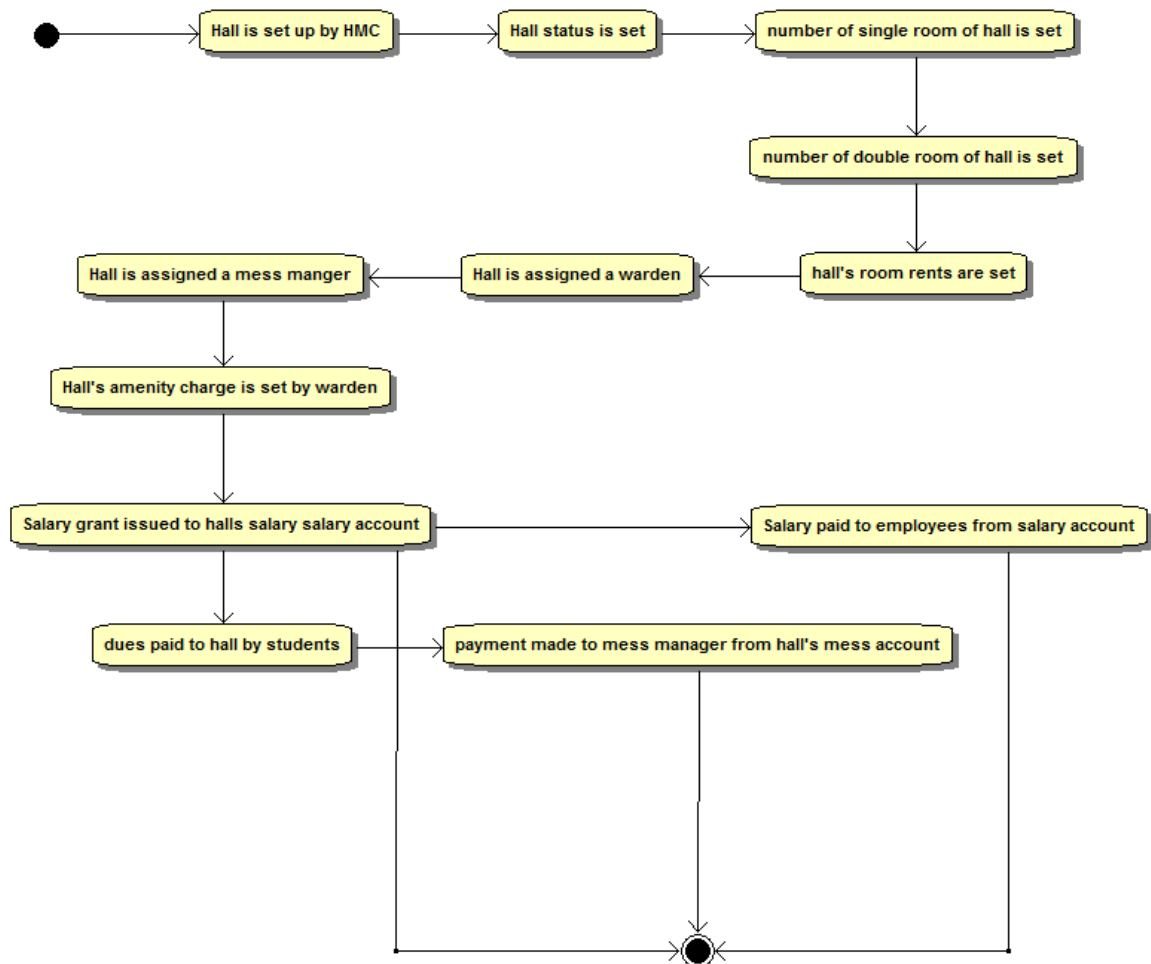 Hall is set up by HMC
Hall status is set
number of single room of hall is set
number of double room of hall is set
hall's room rents are set
Hall is assigned a warden
Hall is assigned a mess manger
Hall's amenity charge is set by warden
Salary grant issued to halls salary salary account
Salary paid to employees from salary account
dues paid to hall by students
payment made to mess manager from hall's mess account